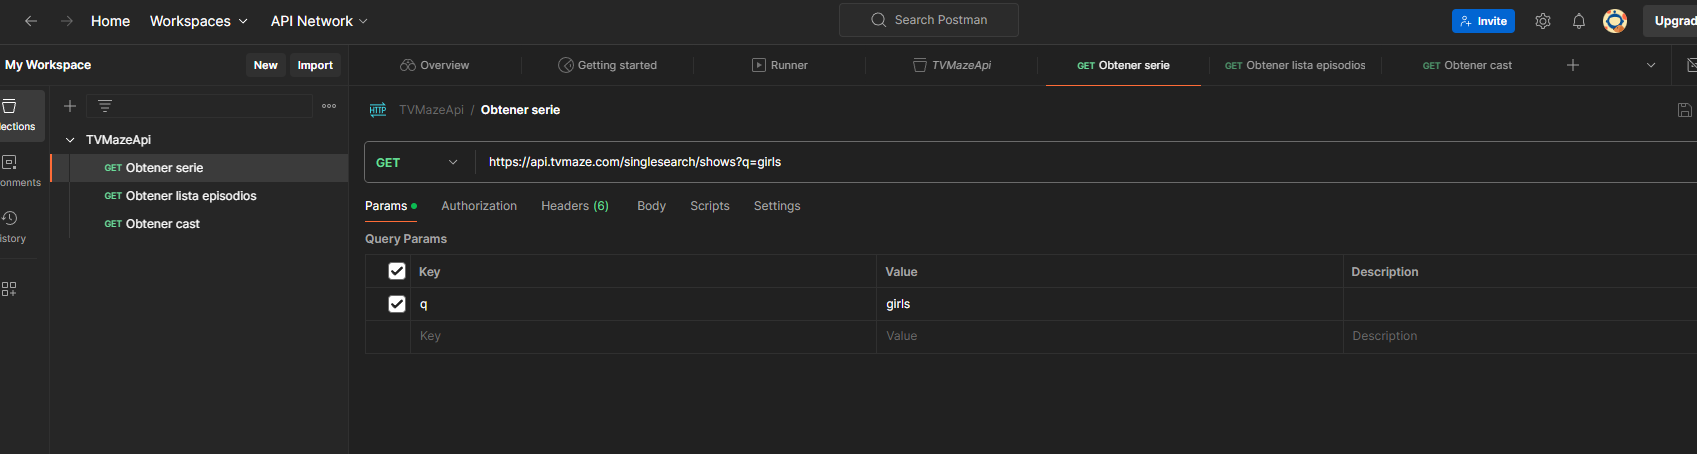 Home Workspaces API Network Search Postman Invite Upgrad
My Workspace New Import Overview Getting started Runner TVMazeApi GET Obtener serie GET Obtener lista episodios GET Obtener cast
lections
HTTP TVMazeApi / Obtener serie
TVMazeApi
GET Obtener serie
GET https://api.tvmaze.com/singlesearch/shows?q=girls
onments
GET Obtener lista episodios
Params Authorization Headers (6) Body Scripts Settings
GET Obtener cast
istory
Query Params
Key Value Description
q girls
Key Value Description